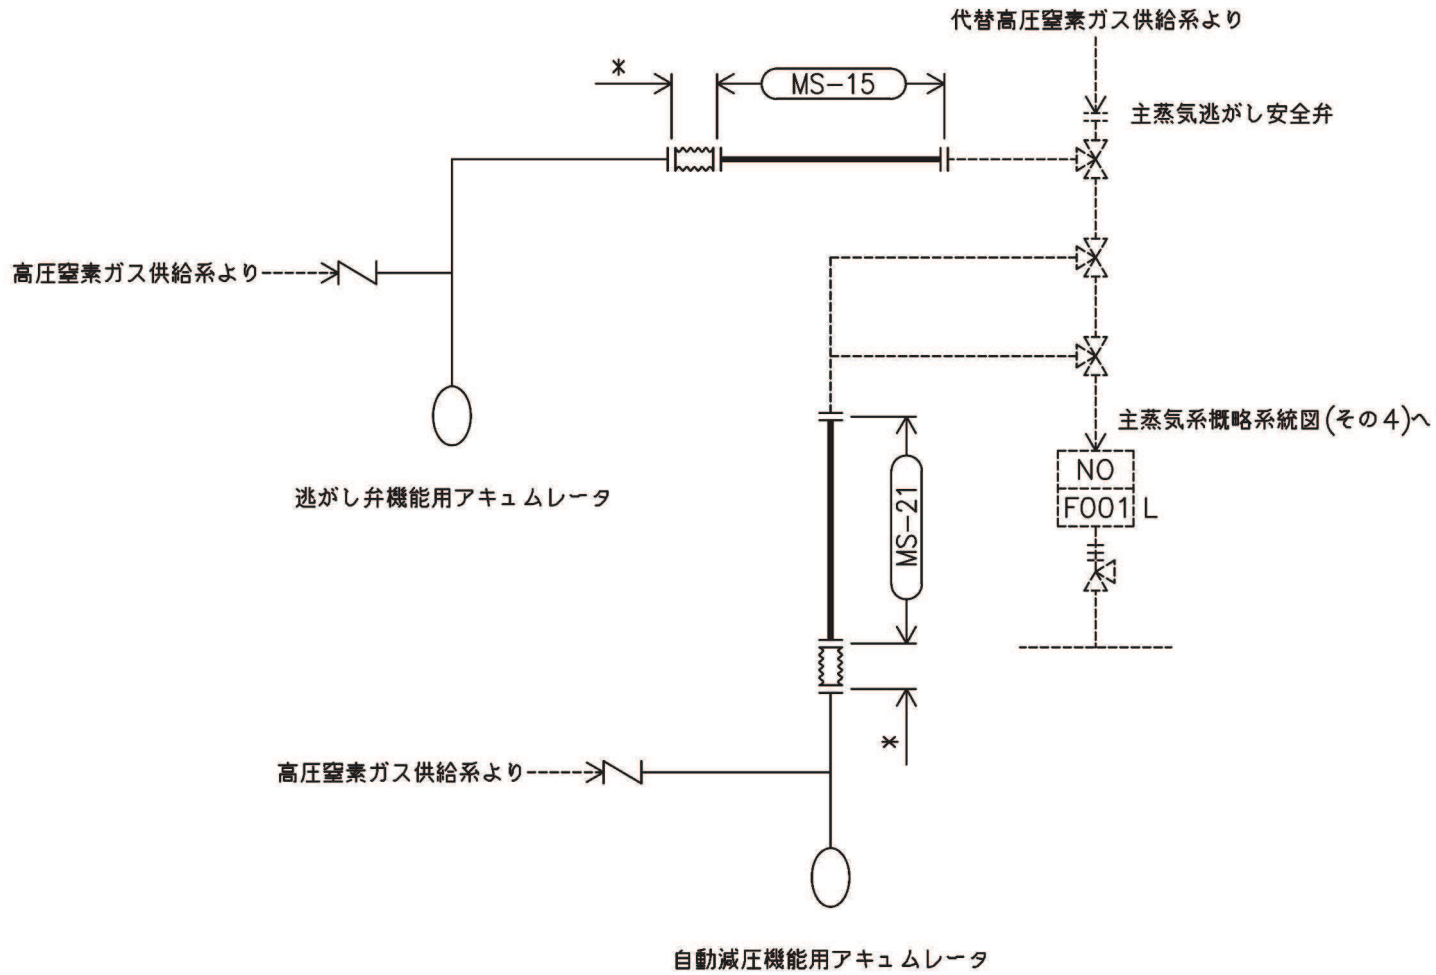 代替高圧窒素ガス供給系より
*
MS-15
主蒸気逃がし安全弁
高圧窒素ガス供給系より
主蒸気系概略系統図(その4)へ
NO
F001 L
逃がし弁機能用アキュムレータ
MS-21
*
高圧窒素ガス供給系より
自動減圧機能用アキュムレータ